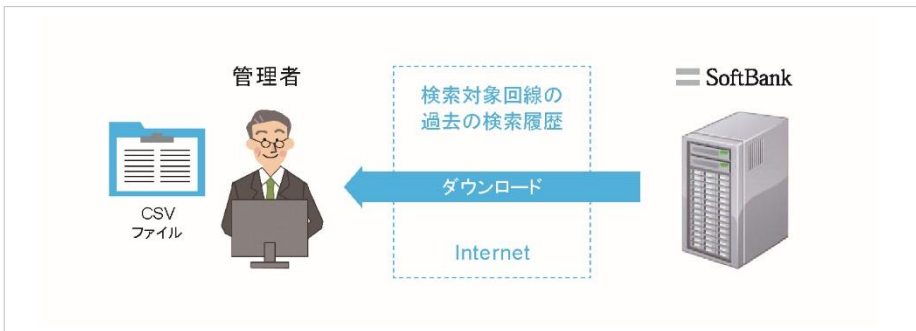 管理者
SoftBank
検索対象回線の
過去の検索履歴
ダウンロード
CSV
ファイル
Internet